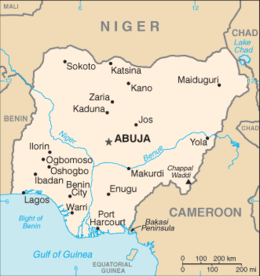 MALI
NIGER
CHAD
Lake
Chad
Sokoto
Katsina
Kano
Maiduguri
Zaria
Kaduna
Jos
BENIN
Niger
ABUJA
Yola
Ilorin
Benue
Ogbomoso
Oshogbo
Makurdi
Chappal
Waddi
Ibadan
Benin
City
Enugu
Lagos
Warri
CAMEROON
Bight of
Benin
Port
Harcourt
Bakasi
Peninsula
Gulf of Guinea
EQUATORIAL
GUINEA
0 100 200 km
0 100 200 mi